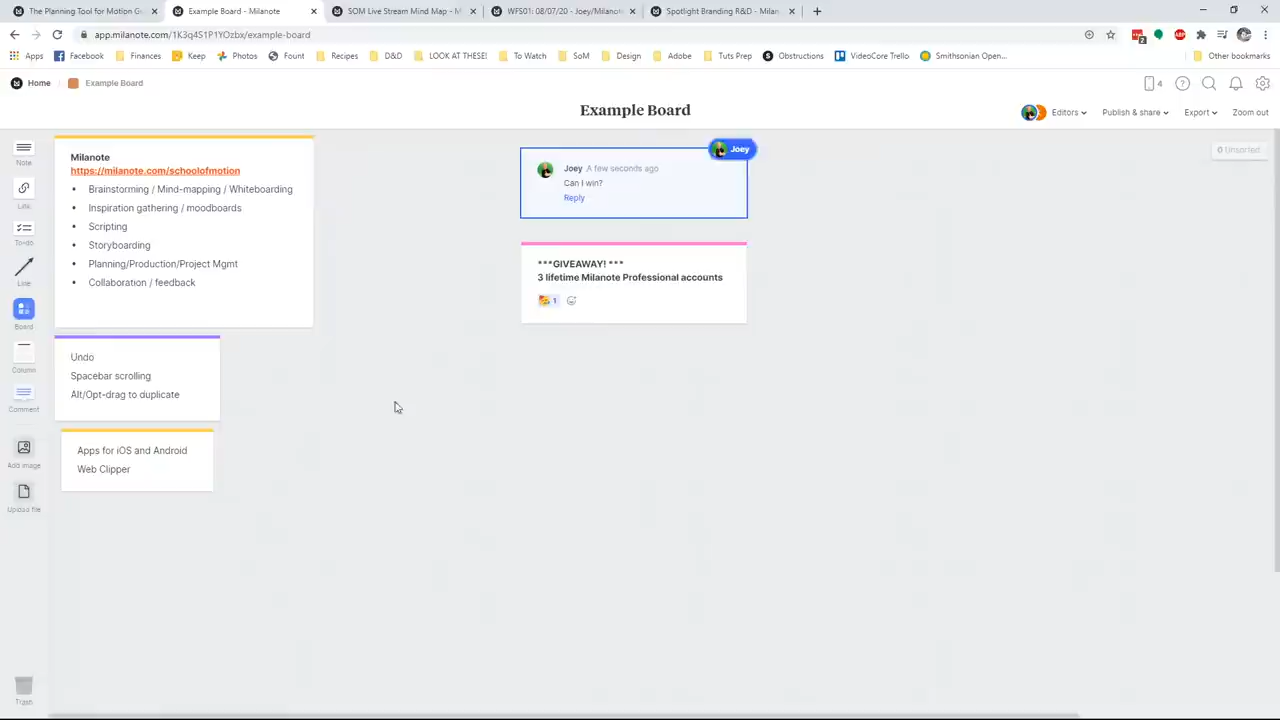 The Planning Tool for Motion G
Example Board - Milanote
SOM Live Stream Mind Map - M
WFS01: 08/07/20 - Joey/Milanote
Spotlight Branding R&D - Milan
app.milanote.com/1K3q4S1P1YOzbx/example-board
Apps
Facebook
Finances
Keep
Photos
Fount
Recipes
D&D
LOOK AT THESE!
To Watch
SoM
Design
Adobe
Tuts Prep
Obstructions
VideoCore Trello
Smithsonian Open...
Other bookmarks
Home
Example Board
4
Example Board
Editors
Publish & share
Export
Zoom out
Note
Link
To-do
Line
Board
Column
Comment
Add image
Upload file
Trash
Milanote
https://milanote.com/schoolofmotion
• Brainstorming / Mind-mapping / Whiteboarding
• Inspiration gathering / moodboards
• Scripting
• Storyboarding
• Planning/Production/Project Mgmt
• Collaboration / feedback
Undo
Spacebar scrolling
Alt/Opt-drag to duplicate
Apps for iOS and Android
Web Clipper
Joey
Joey A few seconds ago
Can I win?
Reply
***GIVEAWAY! ***
3 lifetime Milanote Professional accounts
1
0 Unsorted